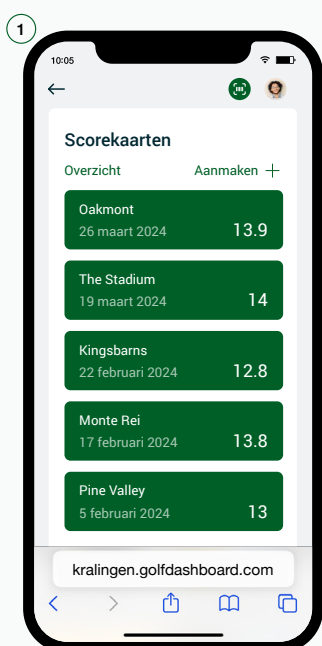 1
10:05
Scorekaarten
Overzicht Aanmaken +
Oakmont
26 maart 2024 13.9
The Stadium
19 maart 2024 14
Kingsbarns
22 februari 2024 12.8
Monte Rei
17 februari 2024 13.8
Pine Valley
5 februari 2024 13
kralingen.golfdashboard.com